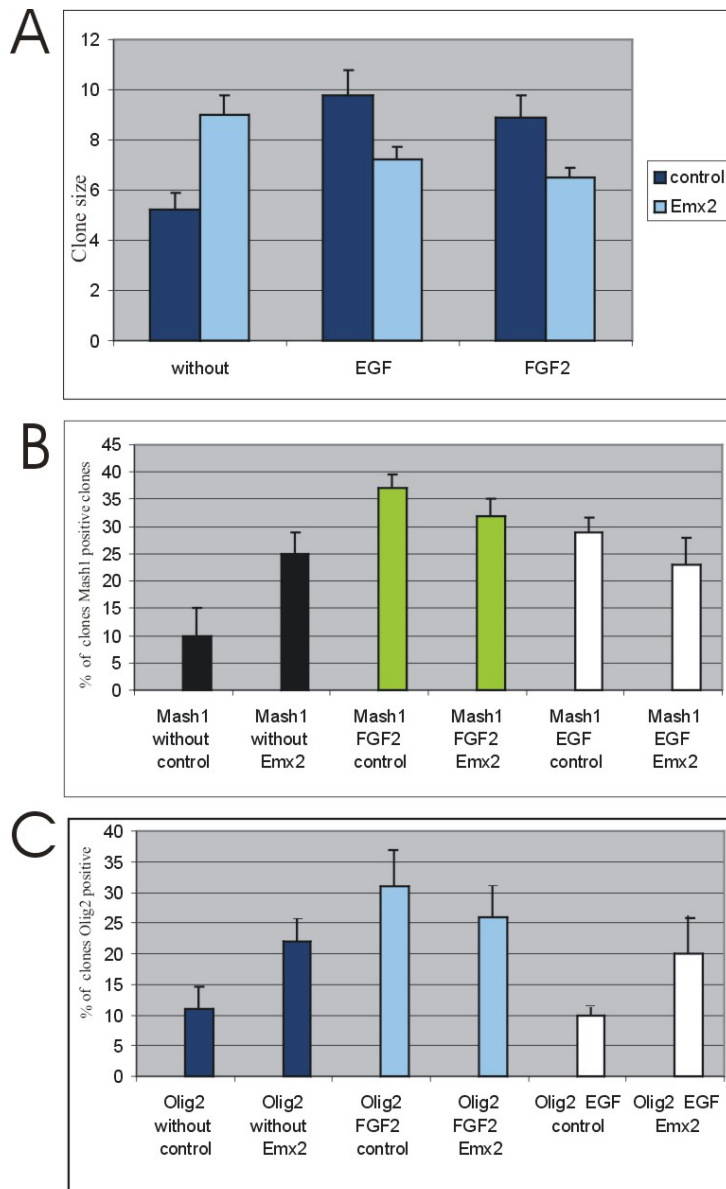 A
12
10
8
6
4
2
0
Clone size
without EGF FGF2
control
Emx2
B
45
40
35
30
25
20
15
10
5
0
% of clones Mash1 positive clones
Mash1 Mash1 Mash1 Mash1 Mash1 Mash1
without without FGF2 FGF2 EGF EGF
control Emx2 control Emx2 control Emx2
C
40
35
30
25
20
15
10
5
0
% of clones Olig2 positive
Olig2 Olig2 Olig2 Olig2 Olig2 EGF Olig2 EGF
without without FGF2 FGF2 control Emx2
control Emx2 control Emx2